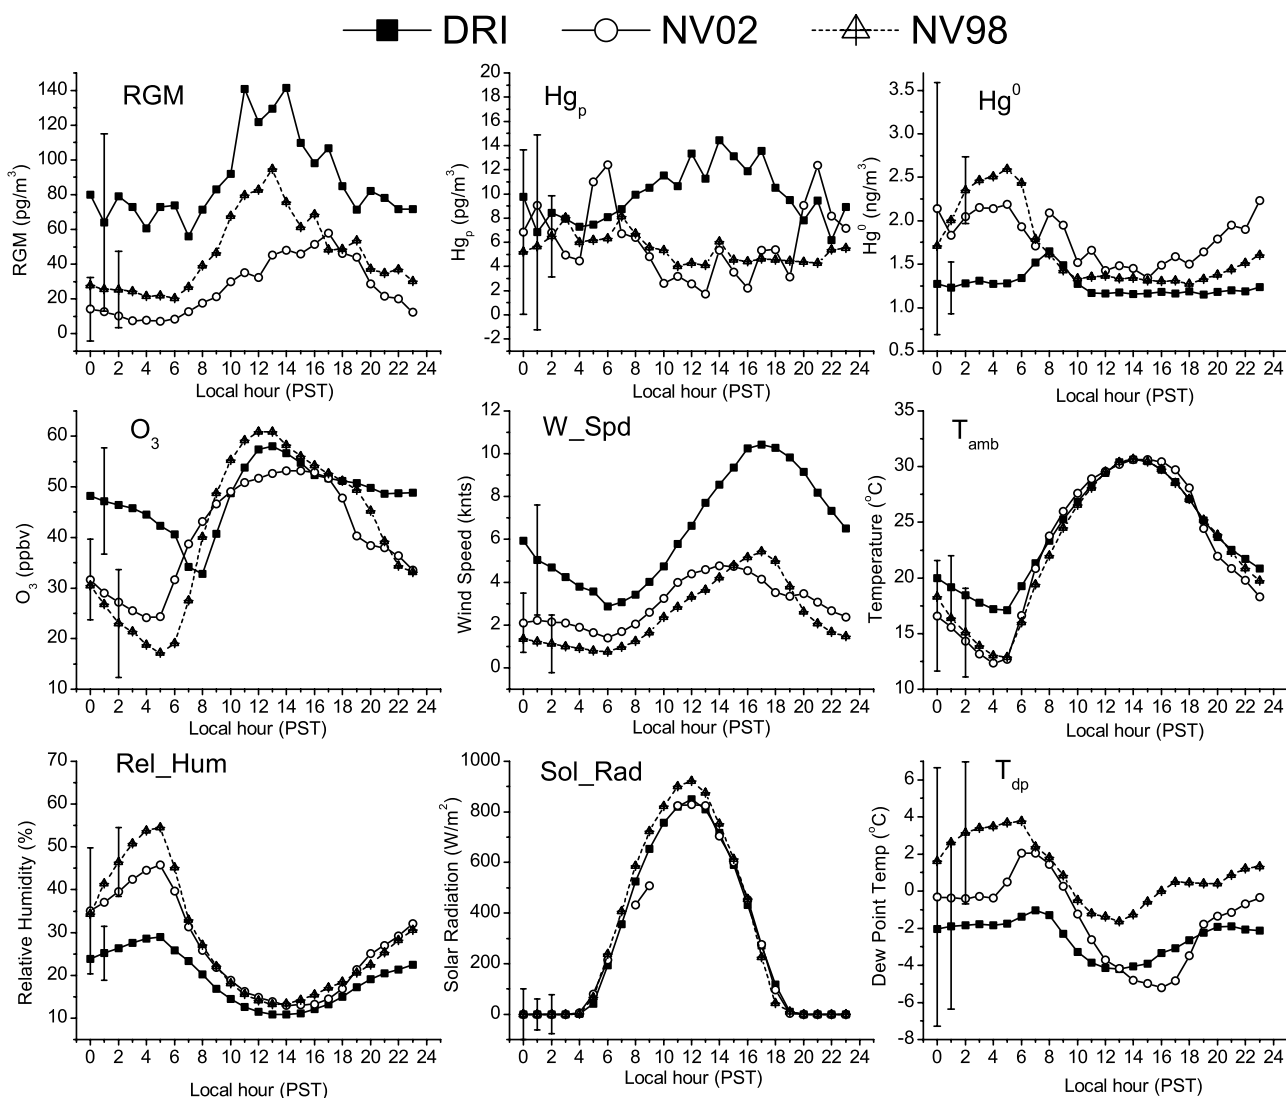 DRI NV02 NV98
RGM
RGM (pg/m3)
140
120
100
80
60
40
20
0
0 2 4 6 8 10 12 14 16 18 20 22 24
Local hour (PST)
Hgp
Hgp (pg/m3)
20
18
16
14
12
10
8
6
4
2
0
-2
0 2 4 6 8 10 12 14 16 18 20 22 24
Local hour (PST)
Hg0
Hg0 (ng/m3)
3.5
3.0
2.5
2.0
1.5
1.0
0.5
0 2 4 6 8 10 12 14 16 18 20 22 24
Local hour (PST)
O3
O3 (ppbv)
60
50
40
30
20
10
0 2 4 6 8 10 12 14 16 18 20 22 24
Local hour (PST)
W_Spd
Wind Speed (knts)
12
10
8
6
4
2
0
0 2 4 6 8 10 12 14 16 18 20 22 24
Local hour (PST)
Tamb
Temperature (oC)
35
30
25
20
15
10
0 2 4 6 8 10 12 14 16 18 20 22 24
Local hour (PST)
Rel_Hum
Relative Humidity (%)
70
60
50
40
30
20
10
0 2 4 6 8 10 12 14 16 18 20 22 24
Local hour (PST)
Sol_Rad
Solar Radiation (W/m2)
1000
800
600
400
200
0
0 2 4 6 8 10 12 14 16 18 20 22 24
Local hour (PST)
Tdp
Dew Point Temp (oC)
6
4
2
0
-2
-4
-6
-8
0 2 4 6 8 10 12 14 16 18 20 22 24
Local hour (PST)